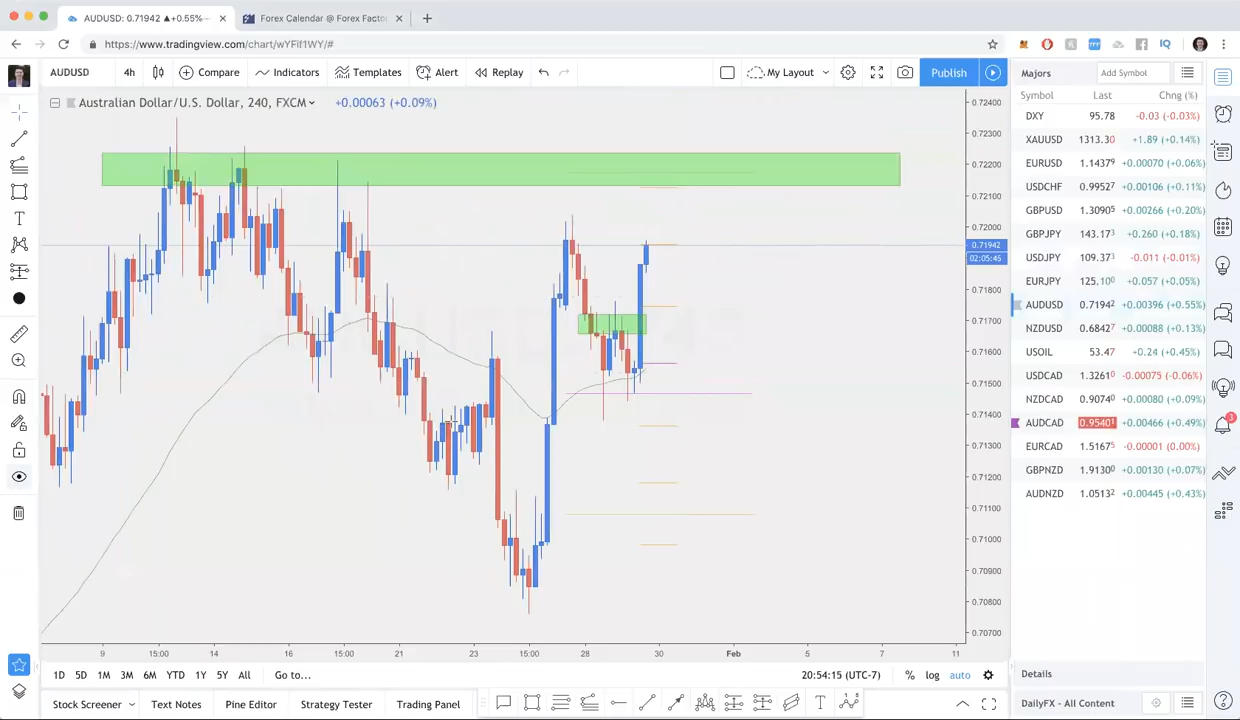 AUDUSD: 0.71942 ▲+0.55%
Forex Calendar @ Forex Facto
https://www.tradingview.com/chart/wYFif1WY/#
AUDUSD 4h Compare Indicators Templates Alert Replay My Layout Publish
Australian Dollar/U.S. Dollar, 240, FXCM +0.00063 (+0.09%)
0.72400
0.72300
0.72200
0.72100
0.72000
0.71942
02:05:45
0.71800
0.71700
0.71600
0.71500
0.71400
0.71300
0.71200
0.71100
0.70900
0.70800
0.70700
9 15:00 14 16 15:00 21 23 15:00 28 30 Feb 5 7 11
1D 5D 1M 3M 6M YTD 1Y 5Y All Go to... 20:54:15 (UTC-7) % log auto
Stock Screener Text Notes Pine Editor Strategy Tester Trading Panel
Majors Add Symbol
Symbol Last Chng (%)
DXY 95.78 -0.03 (-0.03%)
XAUUSD 1313.30 +1.89 (+0.14%)
EURUSD 1.14379 +0.00070 (+0.06%)
USDCHF 0.99527 +0.00106 (+0.11%)
GBPUSD 1.30905 +0.00266 (+0.20%)
GBPJPY 143.173 +0.260 (+0.18%)
USDJPY 109.373 -0.011 (-0.01%)
EURJPY 125.100 +0.057 (+0.05%)
AUDUSD 0.71942 +0.00396 (+0.55%)
NZDUSD 0.68427 +0.00088 (+0.13%)
USOIL 53.47 +0.24 (+0.45%)
USDCAD 1.32610 -0.00075 (-0.06%)
NZDCAD 0.90740 +0.00080 (+0.09%)
AUDCAD 0.95401 +0.00466 (+0.49%)
EURCAD 1.51675 -0.00001 (0.00%)
GBPNZD 1.91300 +0.00130 (+0.07%)
AUDNZD 1.05132 +0.00445 (+0.43%)
Details
DailyFX - All Content